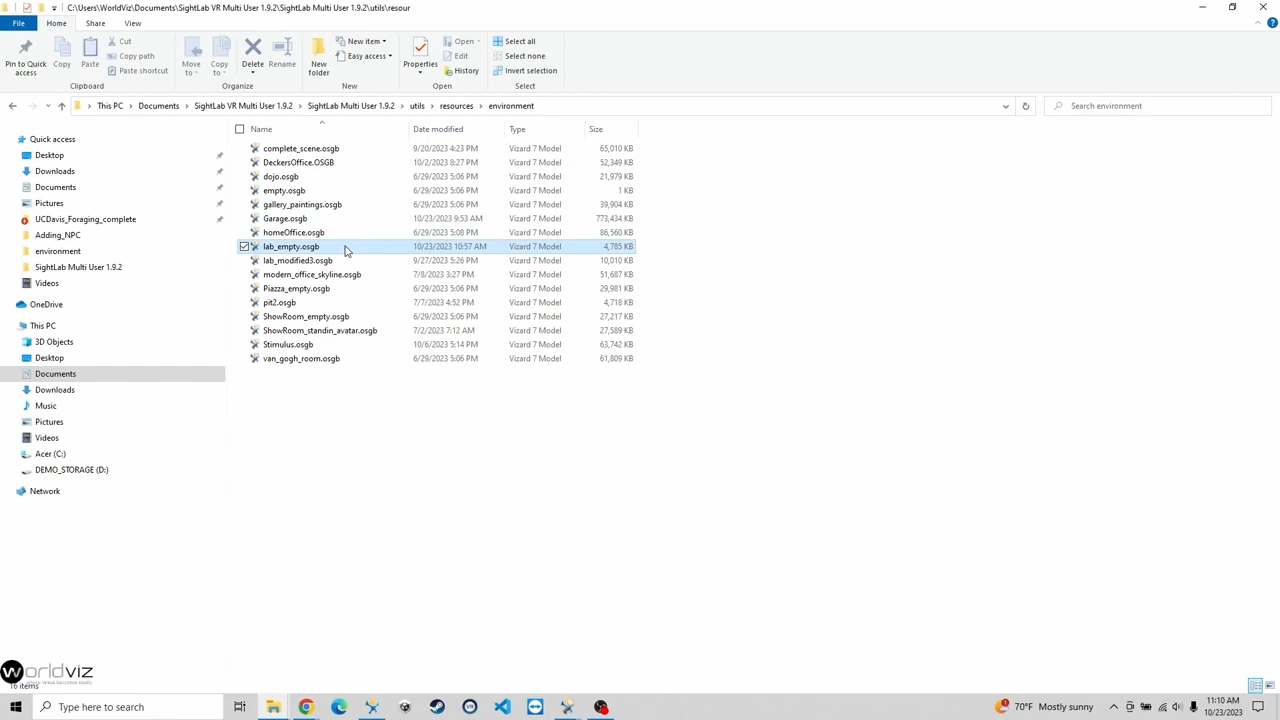 C:\Users\WorldViz\Documents\SightLab VR Multi User 1.9.2\SightLab Multi User 1.9.2\utils\resour
File Home Share View
Pin to Quick access
Copy
Paste
Cut
Copy path
Paste shortcut
Clipboard
Move to
Copy to
Delete
Rename
Organize
New folder
New item
Easy access
New
Properties
Open
Edit
History
Open
Select all
Select none
Invert selection
Select
This PC > Documents > SightLab VR Multi User 1.9.2 > SightLab Multi User 1.9.2 > utils > resources > environment
Search environment
Quick access
Desktop
Downloads
Documents
Pictures
UCDavis_Foraging_complete
Adding_NPC
environment
SightLab Multi User 1.9.2
Videos
OneDrive
This PC
3D Objects
Desktop
Documents
Downloads
Music
Pictures
Videos
Acer (C:)
DEMO_STORAGE (D:)
Network
Name Date modified Type Size
complete_scene.osgb 9/20/2023 4:23 PM Vizard 7 Model 65,010 KB
DeckersOffice.OSGB 10/2/2023 8:27 PM Vizard 7 Model 52,349 KB
dojo.osgb 6/29/2023 5:06 PM Vizard 7 Model 21,979 KB
empty.osgb 6/29/2023 5:06 PM Vizard 7 Model 1 KB
gallery_paintings.osgb 6/29/2023 5:06 PM Vizard 7 Model 39,904 KB
Garage.osgb 10/23/2023 9:53 AM Vizard 7 Model 773,434 KB
homeOffice.osgb 6/29/2023 5:08 PM Vizard 7 Model 86,560 KB
lab_empty.osgb 10/23/2023 10:57 AM Vizard 7 Model 4,785 KB
lab_modified3.osgb 9/27/2023 5:26 PM Vizard 7 Model 10,010 KB
modern_office_skyline.osgb 7/8/2023 3:27 PM Vizard 7 Model 51,687 KB
Piazza_empty.osgb 6/29/2023 5:06 PM Vizard 7 Model 29,981 KB
pit2.osgb 7/7/2023 4:52 PM Vizard 7 Model 4,718 KB
ShowRoom_empty.osgb 6/29/2023 5:06 PM Vizard 7 Model 27,217 KB
ShowRoom_standin_avatar.osgb 7/2/2023 7:12 AM Vizard 7 Model 27,589 KB
Stimulus.osgb 10/6/2023 5:14 PM Vizard 7 Model 63,742 KB
van_gogh_room.osgb 6/29/2023 5:06 PM Vizard 7 Model 61,809 KB
worldviz
16 items
Type here to search
70°F Mostly sunny
11:10 AM
10/23/2023